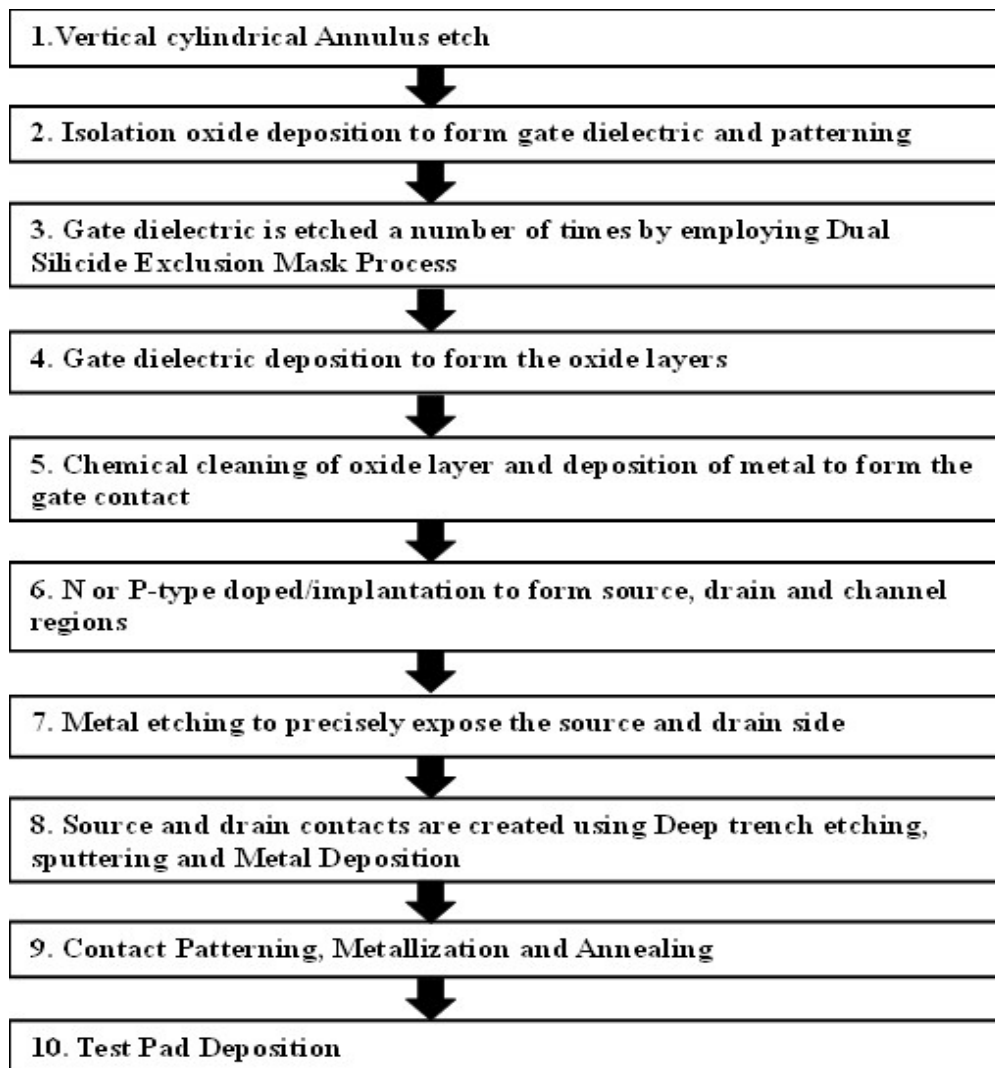 1.Vertical cylindrical Annulus etch
2. Isolation oxide deposition to form gate dielectric and patterning
3. Gate dielectric is etched a number of times by employing Dual
Silicide Exclusion Mask Process
4. Gate dielectric deposition to form the oxide layers
5. Chemical cleaning of oxide layer and deposition of metal to form the
gate contact
6. N or P-type doped/implantation to form source, drain and channel
regions
7. Metal etching to precisely expose the source and drain side
8. Source and drain contacts are created using Deep trench etching,
sputtering and Metal Deposition
9. Contact Patterning, Metallization and Annealing
10. Test Pad Deposition